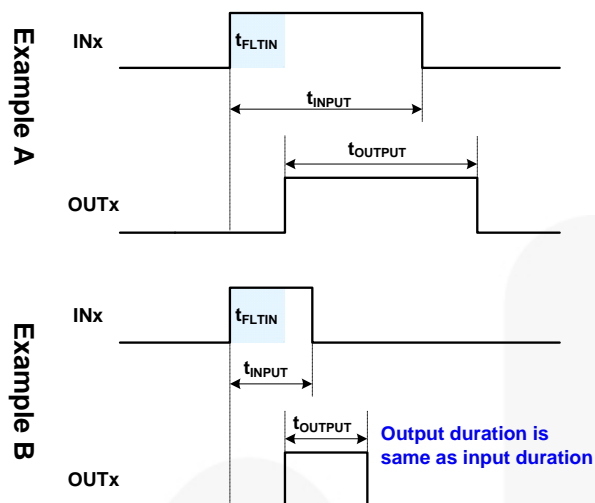 Example A
INx
tFLTIN
tINPUT
tOUTPUT
OUTx
Example B
INx
tFLTIN
tINPUT
tOUTPUT
Output duration is
same as input duration
OUTx